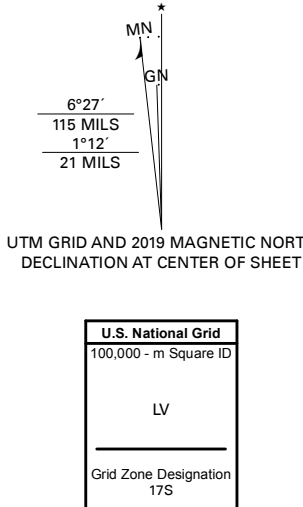 ★
MN
GN
6°27´
115 MILS
1°12´
21 MILS
UTM GRID AND 2019 MAGNETIC NORT
DECLINATION AT CENTER OF SHEET
U.S. National Grid
100,000 - m Square ID
LV
Grid Zone Designation
17S